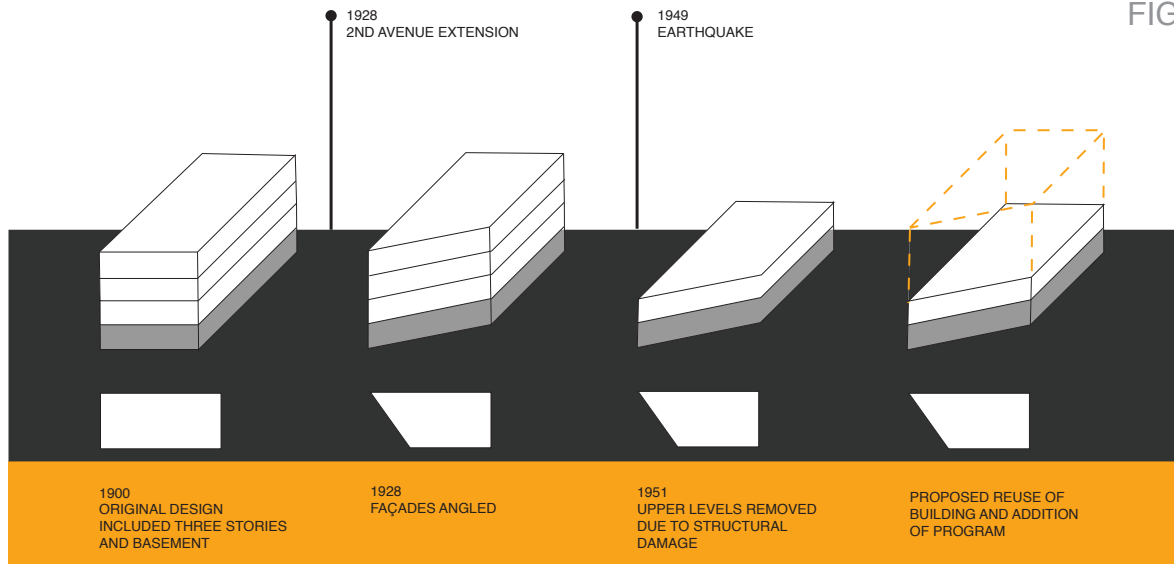 1928
2ND AVENUE EXTENSION
1949
EARTHQUAKE
FIG
1900
ORIGINAL DESIGN
INCLUDED THREE STORIES
AND BASEMENT
1928
FAÇADES ANGLED
1951
UPPER LEVELS REMOVED
DUE TO STRUCTURAL
DAMAGE
PROPOSED REUSE OF
BUILDING AND ADDITION
OF PROGRAM